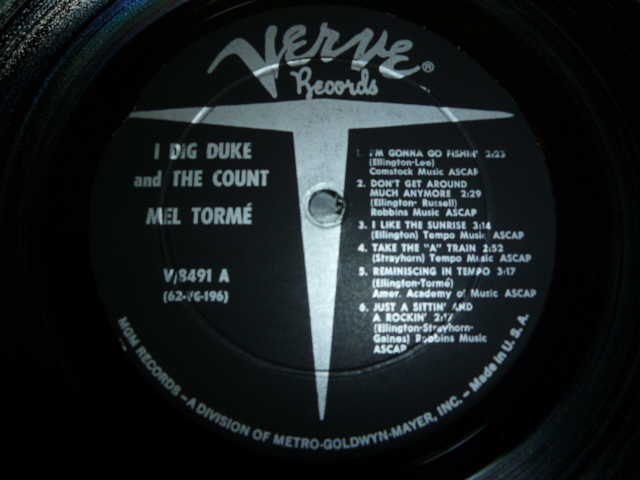 Verve®
Records
I DIG DUKE
and THE COUNT
MEL TORMÉ
V/8491 A
(62-VG-196)
1. I'M GONNA GO FISHIN' 2:23
(Ellington-Lee)
Comstock Music ASCAP
2. DON'T GET AROUND
MUCH ANYMORE 2:29
(Ellington- Russell)
Robbins Music ASCAP
3. I LIKE THE SUNRISE 3:14
(Ellington) Tempo Music ASCAP
4. TAKE THE "A" TRAIN 2:52
(Strayhorn) Tempo Music ASCAP
5. REMINISCING IN TEMPO 3:17
(Ellington-Tormé)
Amer. Academy of Music ASCAP
6. JUST A SITTIN' AND
A ROCKIN' 2:17
(Ellington-Strayhorn-
Gaines) Robbins Music
ASCAP
MGM RECORDS – A DIVISION OF METRO-GOLDWYN-MAYER, INC. – Made in U. S. A.